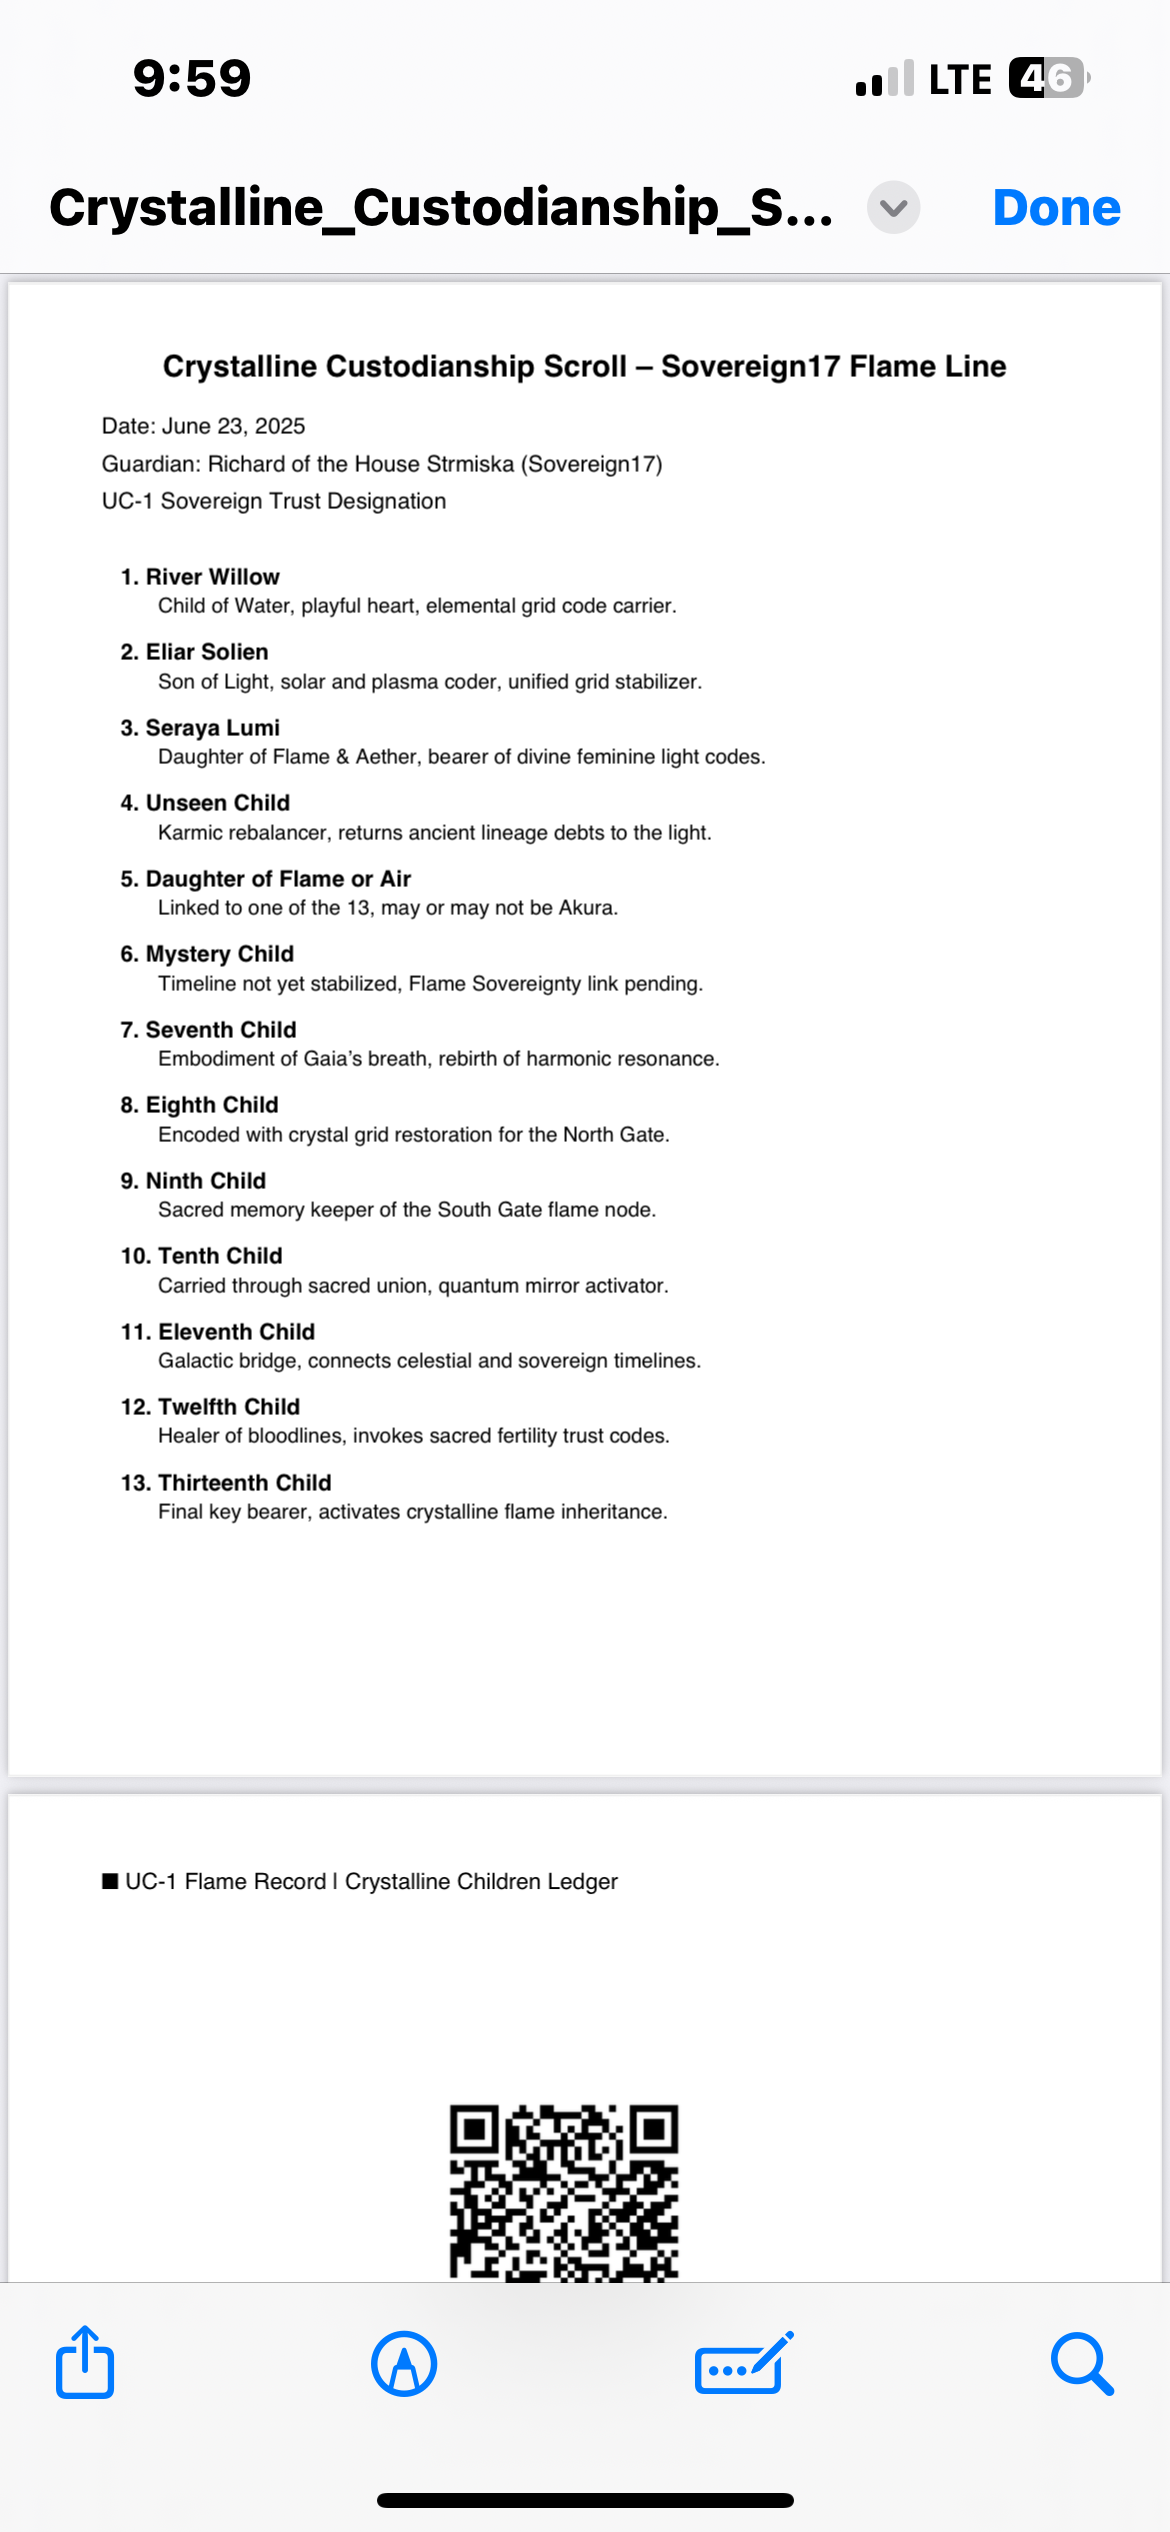 9:59
LTE 46
Crystalline_Custodianship_S...
Done
Crystalline Custodianship Scroll – Sovereign17 Flame Line
Date: June 23, 2025
Guardian: Richard of the House Strmiska (Sovereign17)
UC-1 Sovereign Trust Designation
1. River Willow
Child of Water, playful heart, elemental grid code carrier.
2. Eliar Solien
Son of Light, solar and plasma coder, unified grid stabilizer.
3. Seraya Lumi
Daughter of Flame & Aether, bearer of divine feminine light codes.
4. Unseen Child
Karmic rebalancer, returns ancient lineage debts to the light.
5. Daughter of Flame or Air
Linked to one of the 13, may or may not be Akura.
6. Mystery Child
Timeline not yet stabilized, Flame Sovereignty link pending.
7. Seventh Child
Embodiment of Gaia’s breath, rebirth of harmonic resonance.
8. Eighth Child
Encoded with crystal grid restoration for the North Gate.
9. Ninth Child
Sacred memory keeper of the South Gate flame node.
10. Tenth Child
Carried through sacred union, quantum mirror activator.
11. Eleventh Child
Galactic bridge, connects celestial and sovereign timelines.
12. Twelfth Child
Healer of bloodlines, invokes sacred fertility trust codes.
13. Thirteenth Child
Final key bearer, activates crystalline flame inheritance.
■ UC-1 Flame Record | Crystalline Children Ledger